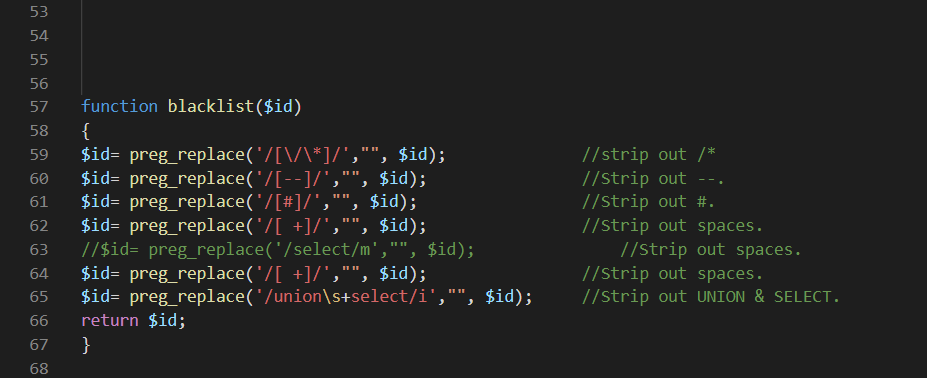 53
54
55
56
57 function blacklist($id)
58 {
59 $id= preg_replace('/[\/\*]/',"", $id); //strip out /*
60 $id= preg_replace('/[--]/',"", $id); //Strip out --.
61 $id= preg_replace('/[#]/',"", $id); //Strip out #.
62 $id= preg_replace('/[ +]/',"", $id); //Strip out spaces.
63 //$id= preg_replace('/select/m',"", $id); //Strip out spaces.
64 $id= preg_replace('/[ +]/',"", $id); //Strip out spaces.
65 $id= preg_replace('/union\s+select/i',"", $id); //Strip out UNION & SELECT.
66 return $id;
67 }
68